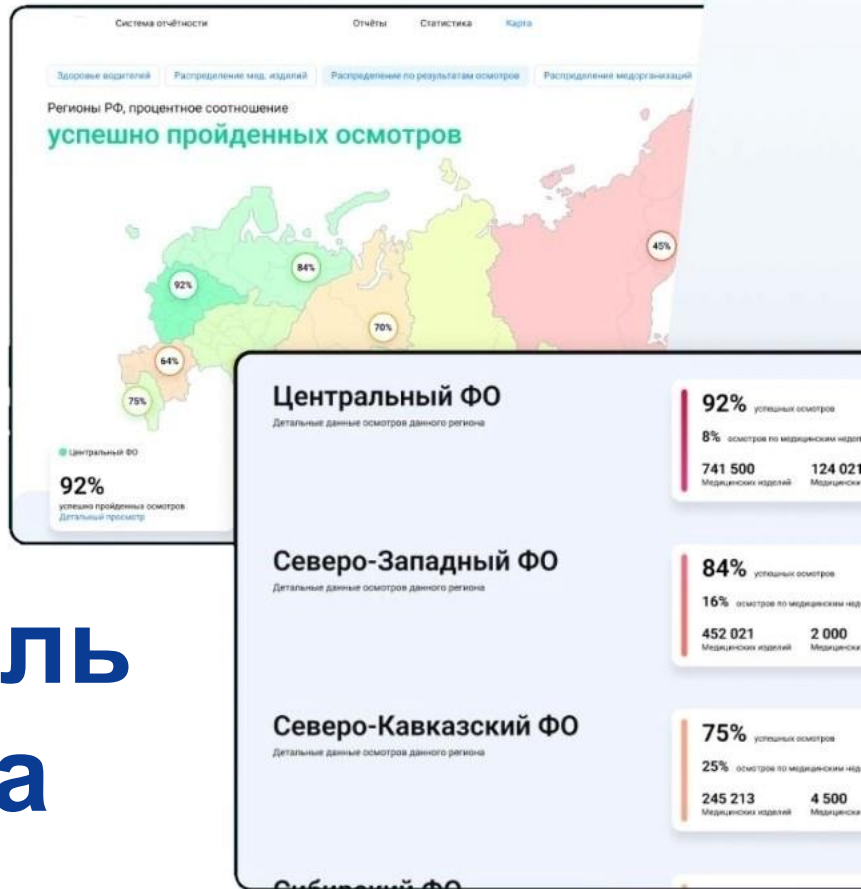 Система отчётности
Отчёты
Статистика
Карта
Здоровье водителей
Распределение мед. изделий
Распределение по результатам осмотров
Распределение медорганизаций
Регионы РФ, процентное соотношение
успешно пройденных осмотров
45%
84%
92%
70%
64%
75%
Центральный ФО
92%
успешно пройденных осмотров
Детальный просмотр
Центральный ФО
Детальные данные осмотров данного региона
92% успешных осмотров
8% осмотров по медицинским
741 500 124 021
Медицинских изделий
Северо-Западный ФО
Детальные данные осмотров данного региона
84% успешных осмотров
16% осмотров по медицинским
452 021 2 000
Медицинских изделий
Северо-Кавказский ФО
Детальные данные осмотров данного региона
75% успешных осмотров
25% осмотров по медицинским
245 213 4 500
Медицинских изделий
Сибирский ФО
ль
а